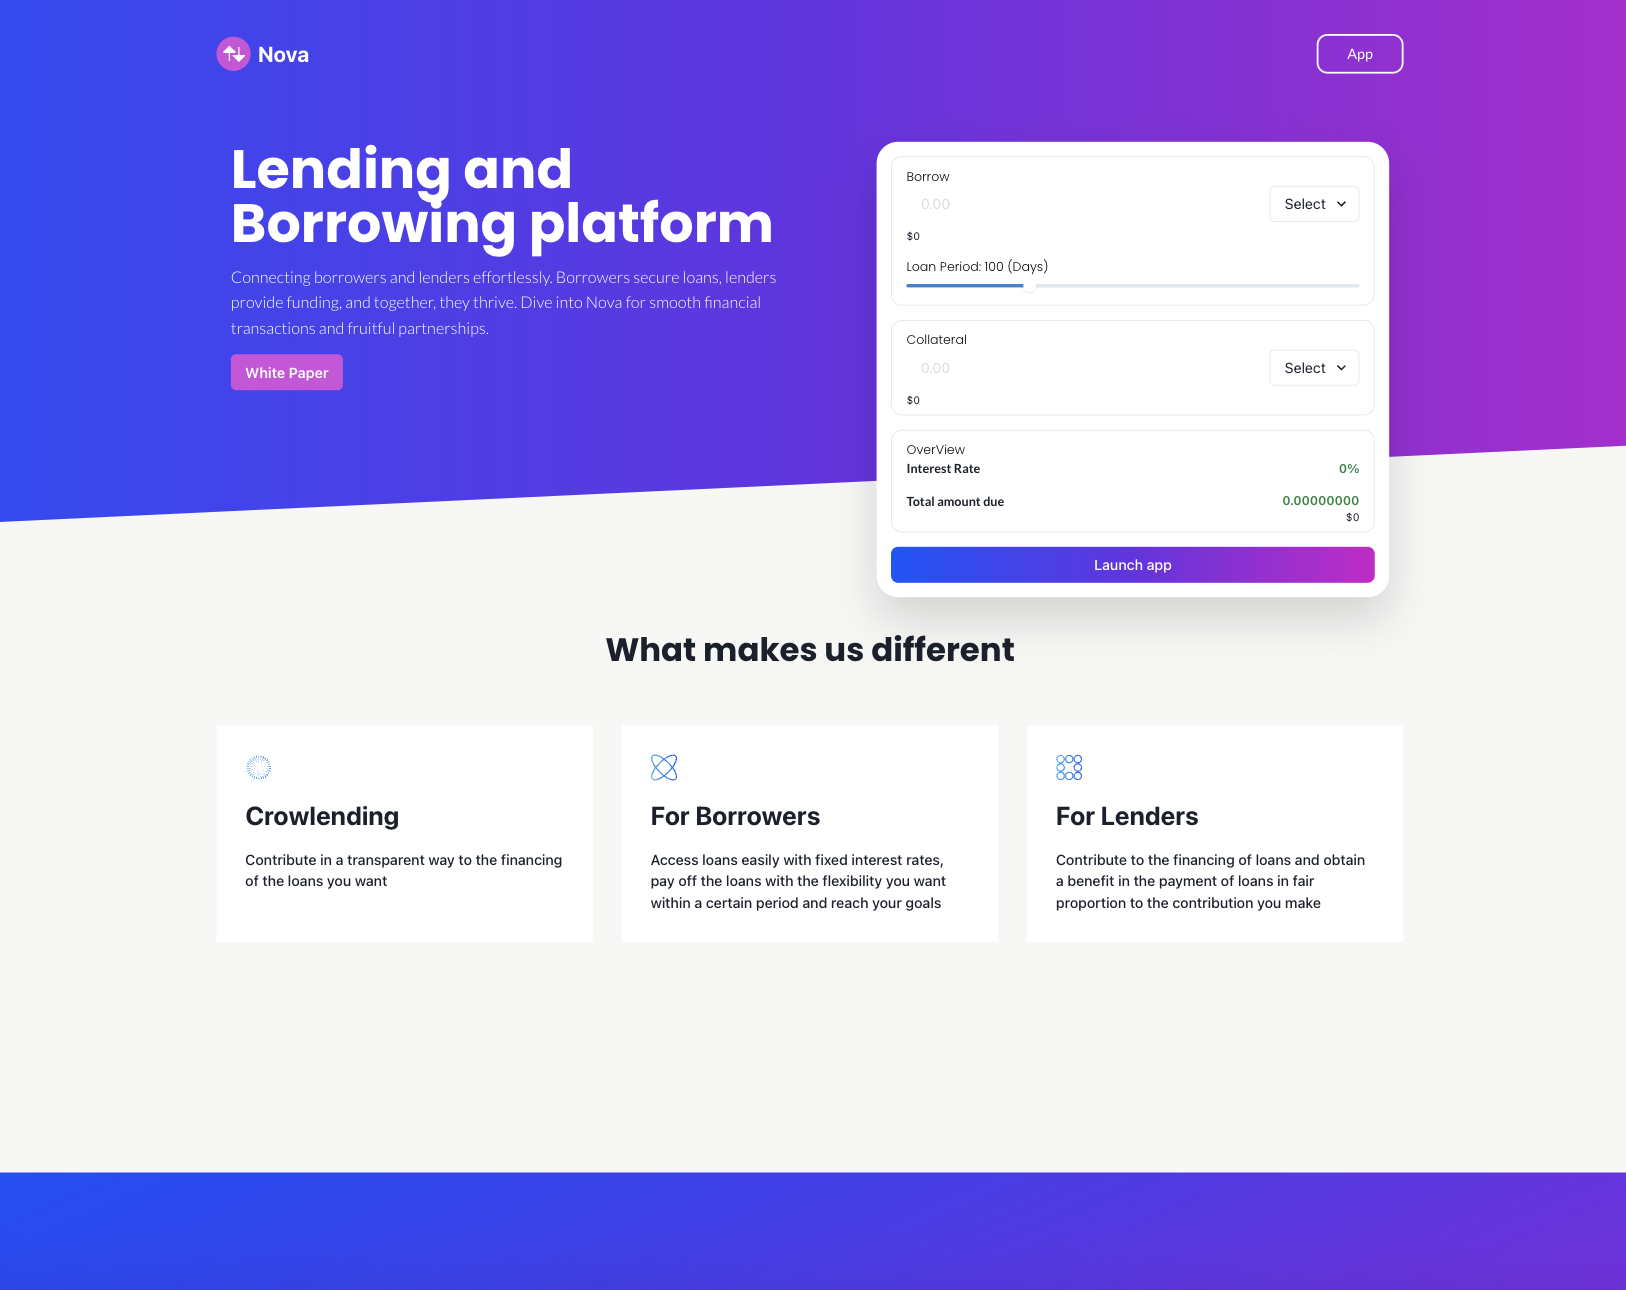 Nova
App
Lending and
Borrowing platform
Connecting borrowers and lenders effortlessly. Borrowers secure loans, lenders
provide funding, and together, they thrive. Dive into Nova for smooth financial
transactions and fruitful partnerships.
White Paper
Borrow
0.00
Select
$0
Loan Period: 100 (Days)
Collateral
0.00
Select
$0
OverView
Interest Rate 0%
Total amount due 0.00000000
$0
Launch app
What makes us different
Crowlending
Contribute in a transparent way to the financing
of the loans you want
For Borrowers
Access loans easily with fixed interest rates,
pay off the loans with the flexibility you want
within a certain period and reach your goals
For Lenders
Contribute to the financing of loans and obtain
a benefit in the payment of loans in fair
proportion to the contribution you make